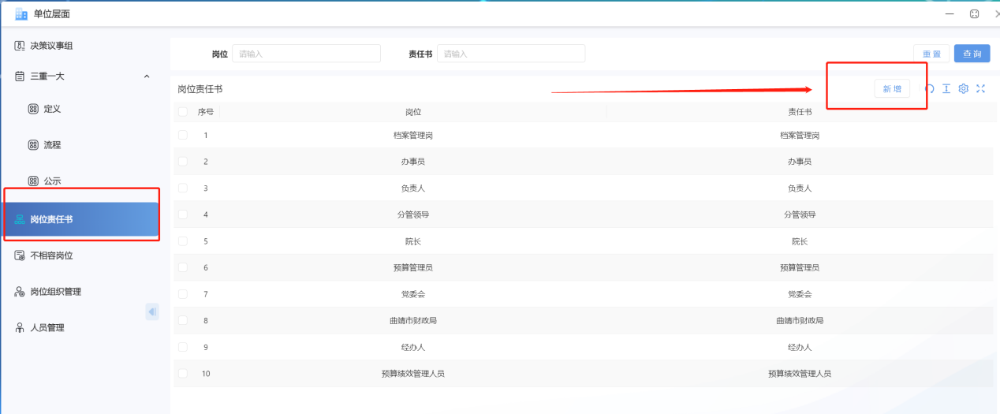 单位层面
决策议事组
三重一大
定义
流程
公示
岗位责任书
不相容岗位
岗位组织管理
人员管理
岗位 请输入 责任书 请输入 重置 查询
岗位责任书 新增
序号 岗位 责任书
1 档案管理岗 档案管理岗
2 办事员 办事员
3 负责人 负责人
4 分管领导 分管领导
5 院长 院长
6 预算管理员 预算管理员
7 党委会 党委会
8 曲靖市财政局 曲靖市财政局
9 经办人 经办人
10 预算绩效管理人员 预算绩效管理人员